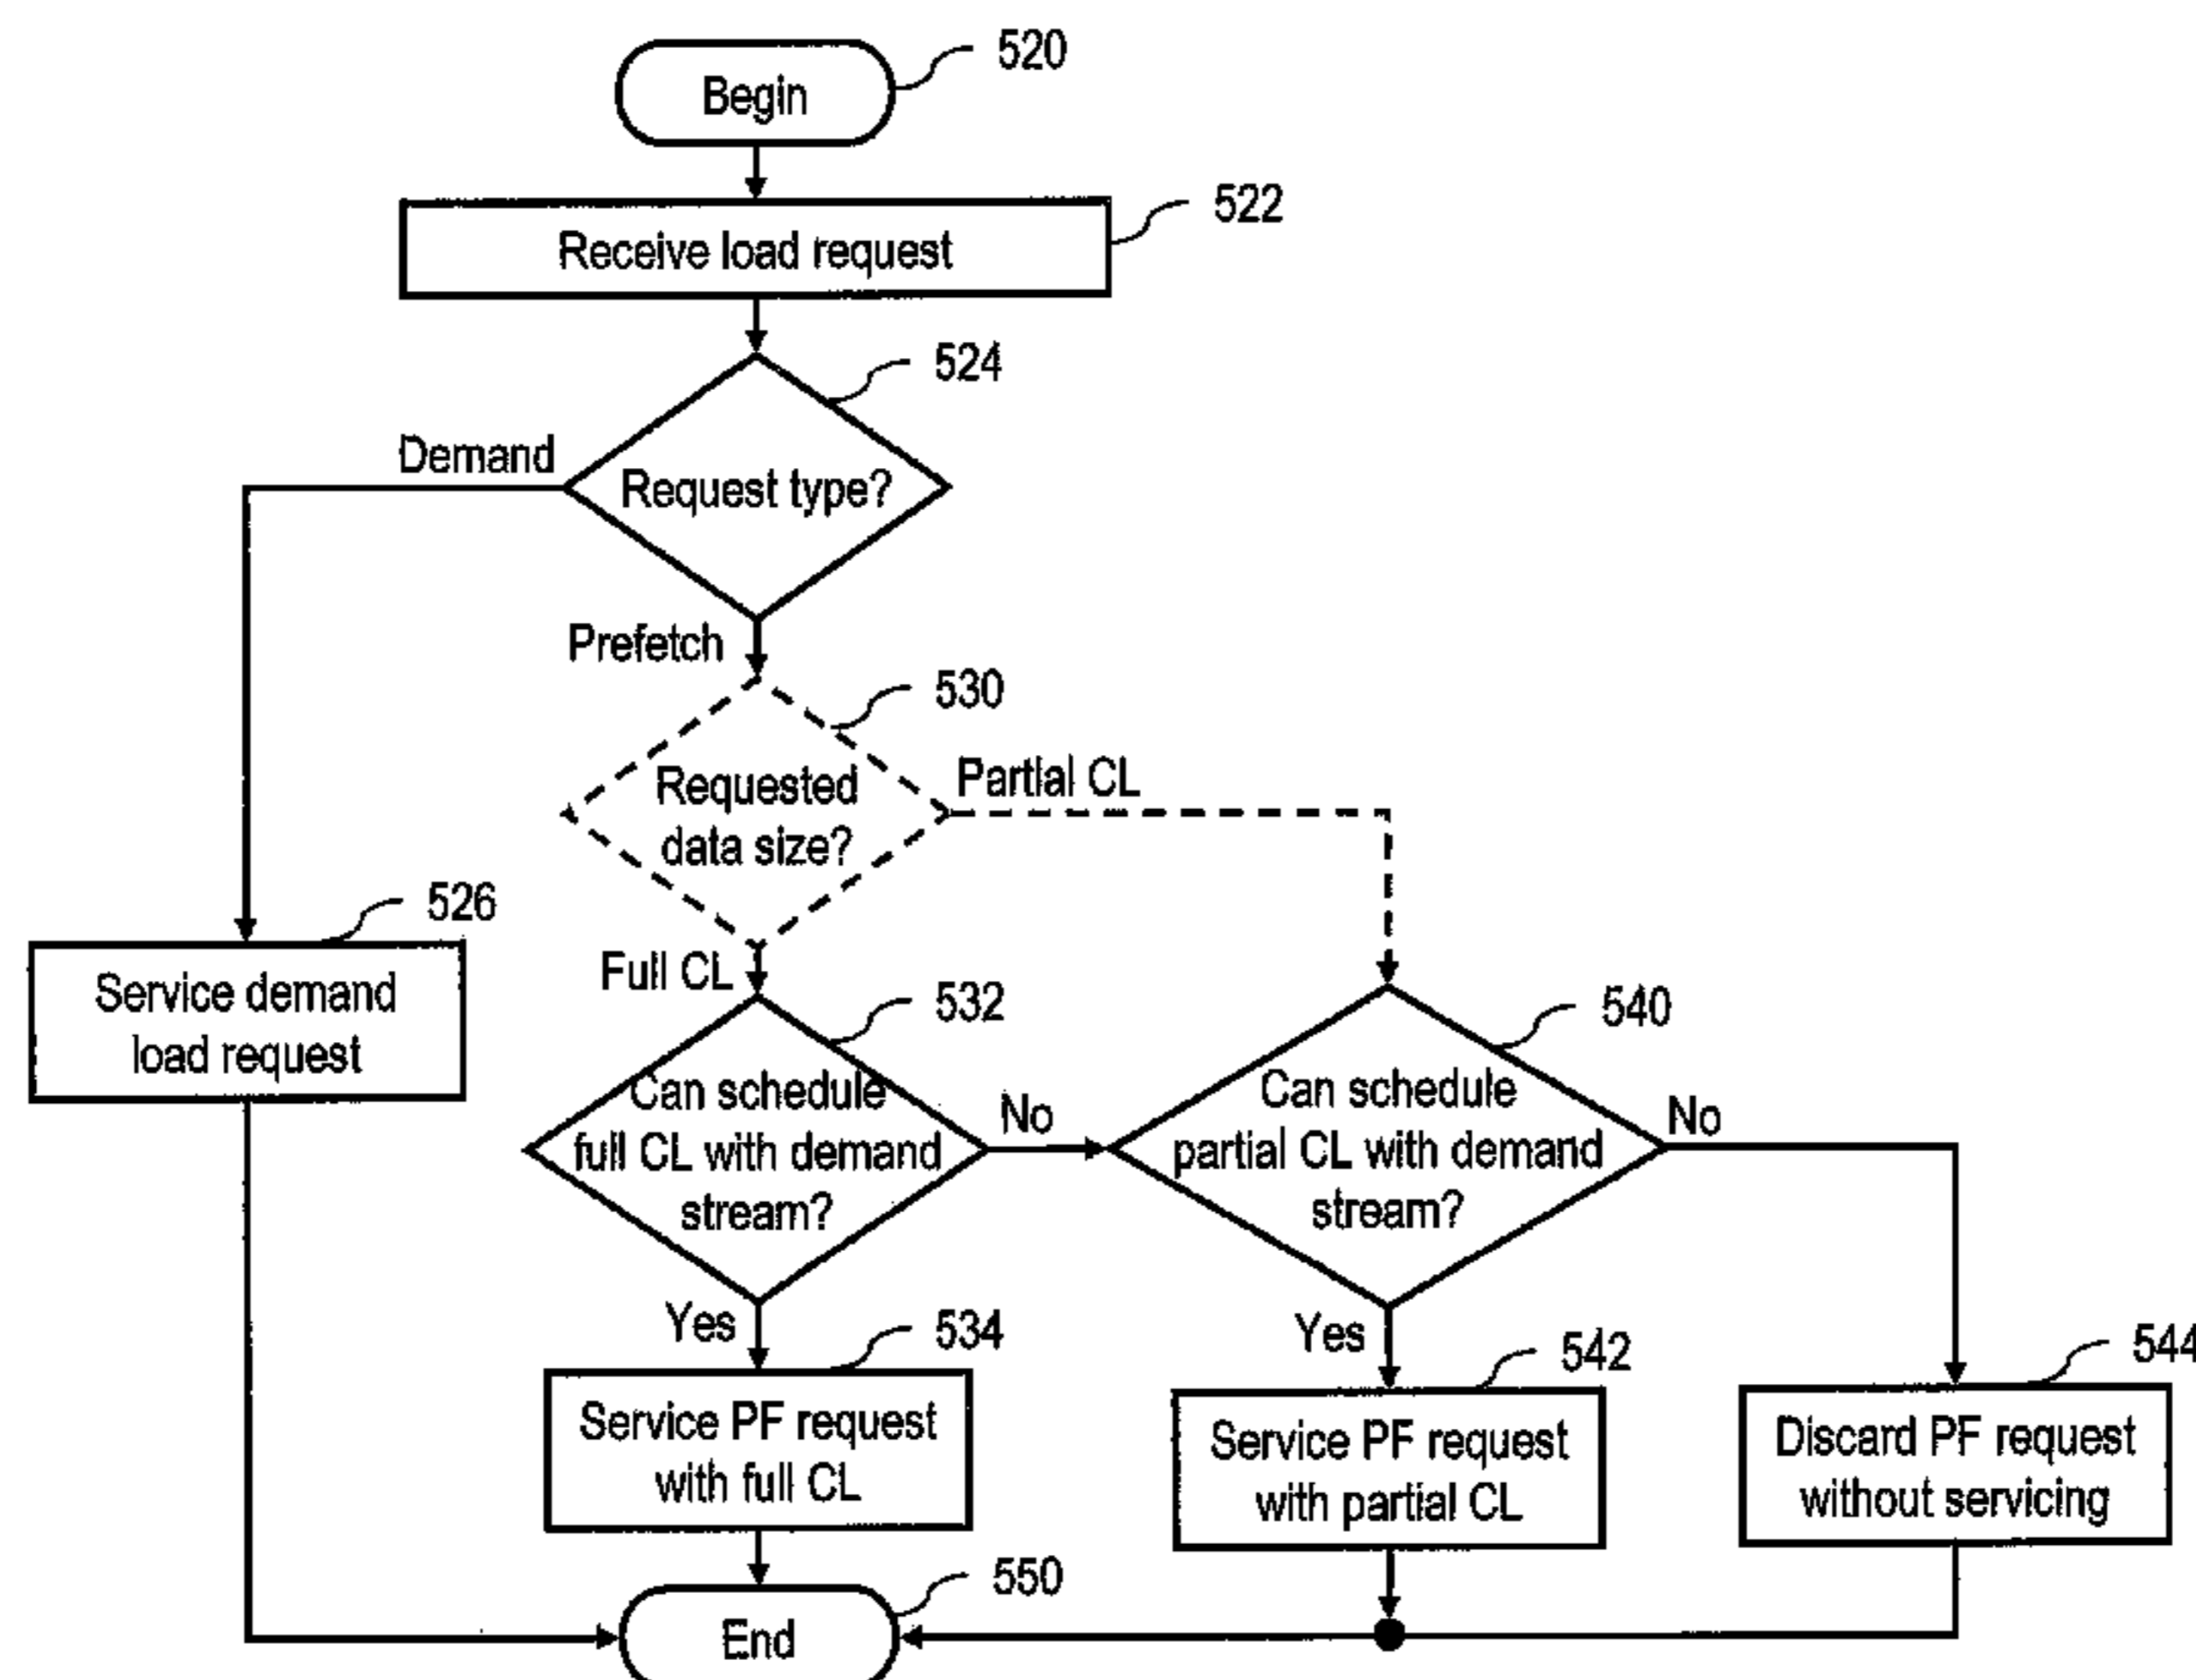 Begin
520
Receive load request
522
524
Demand
Request type?
Prefetch
530
Requested
data size?
Partial CL
526
Service demand
load request
Full CL
532
Can schedule
full CL with demand
stream?
No
540
Can schedule
partial CL with demand
stream?
No
Yes
534
Service PF request
with full CL
Yes
542
Service PF request
with partial CL
544
Discard PF request
without servicing
550
End